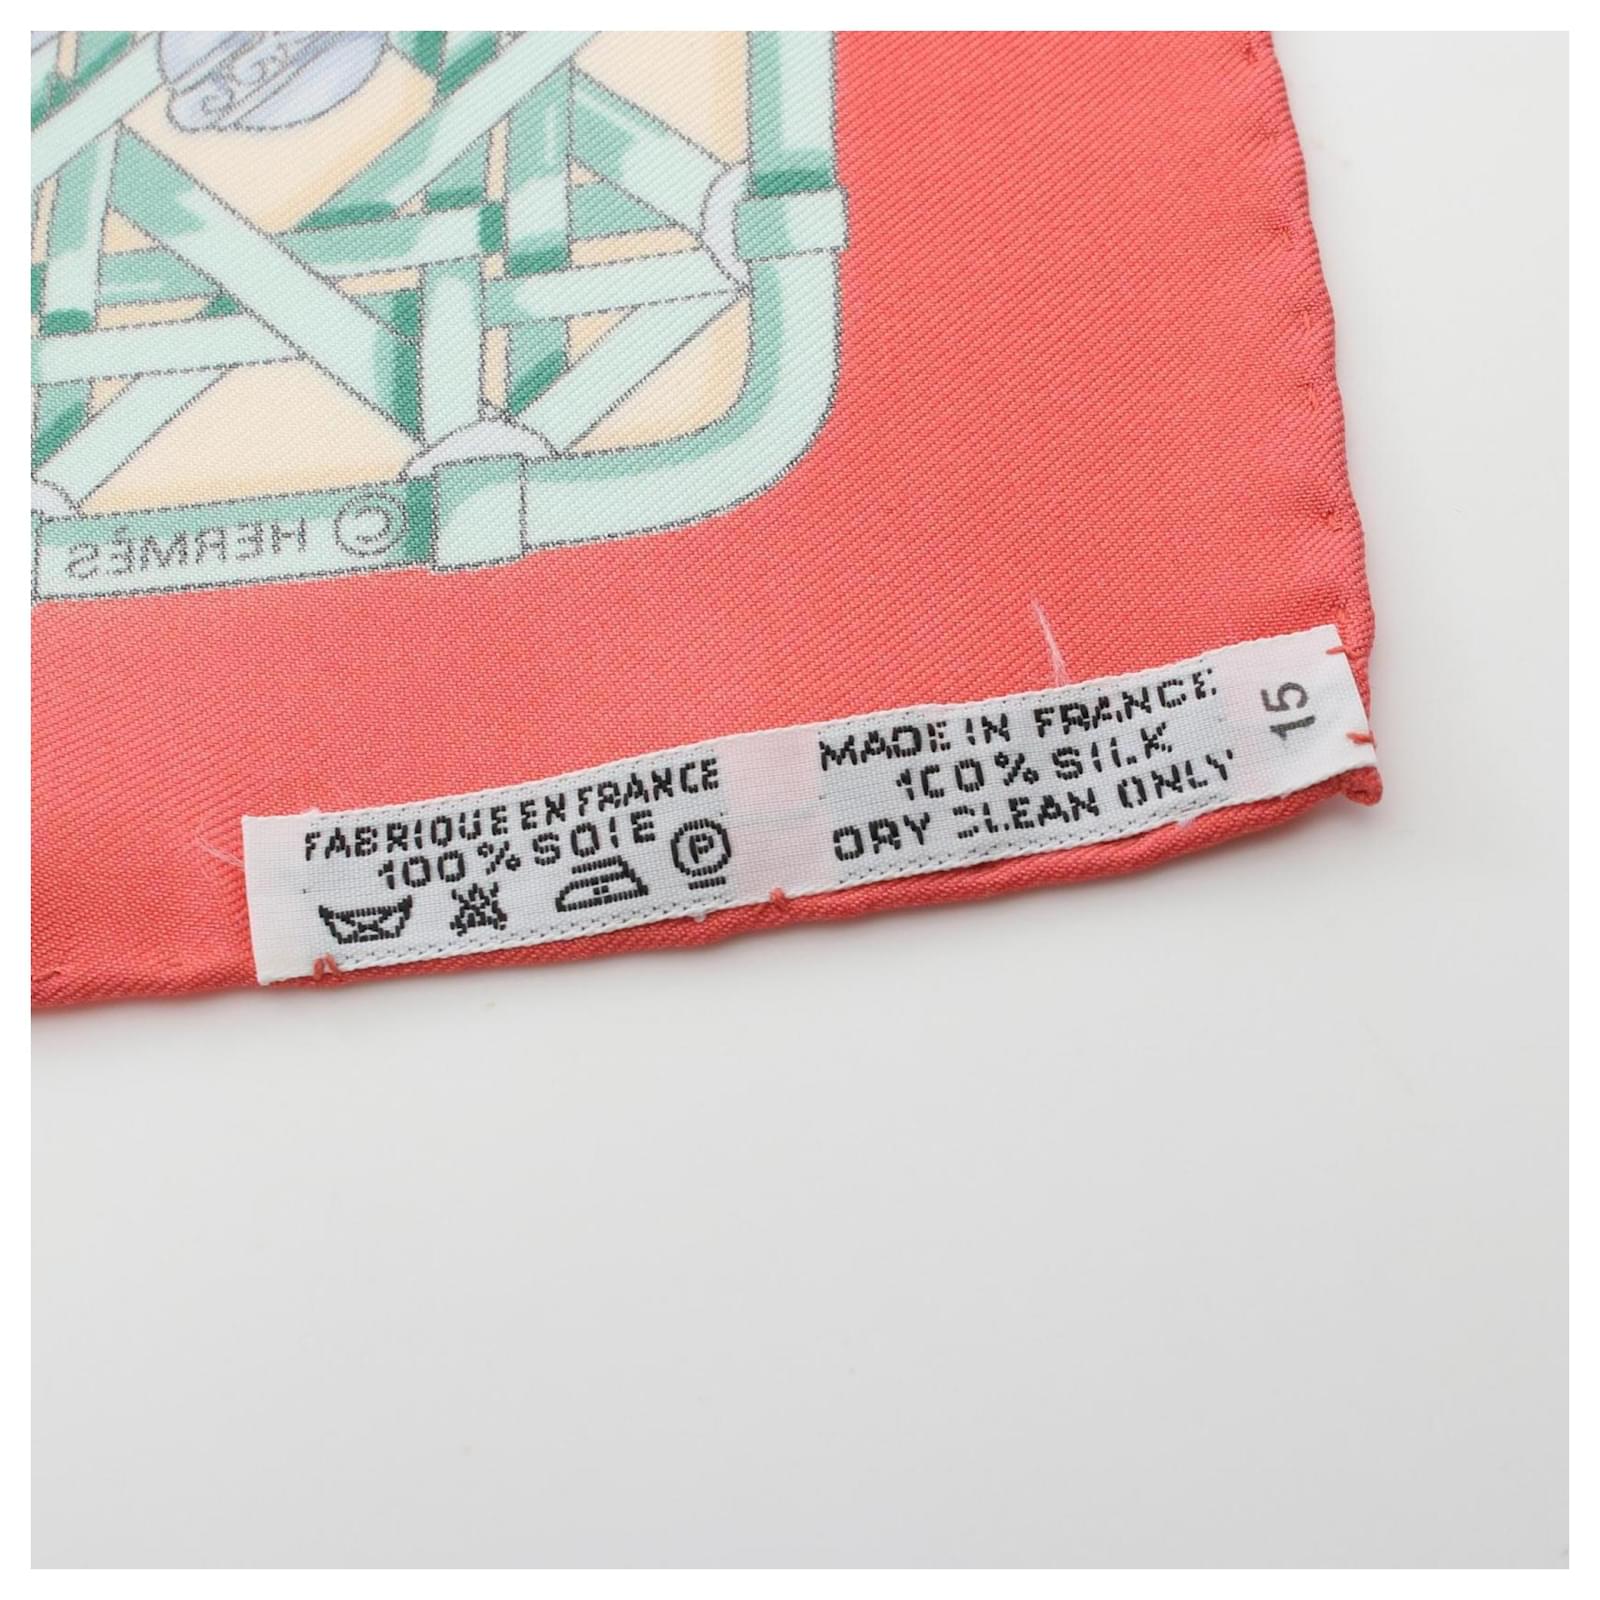 © HERMÈS
FABRIQUE EN FRANCE
100% SOIE
P
MADE IN FRANCE
100% SILK
DRY CLEAN ONLY
15